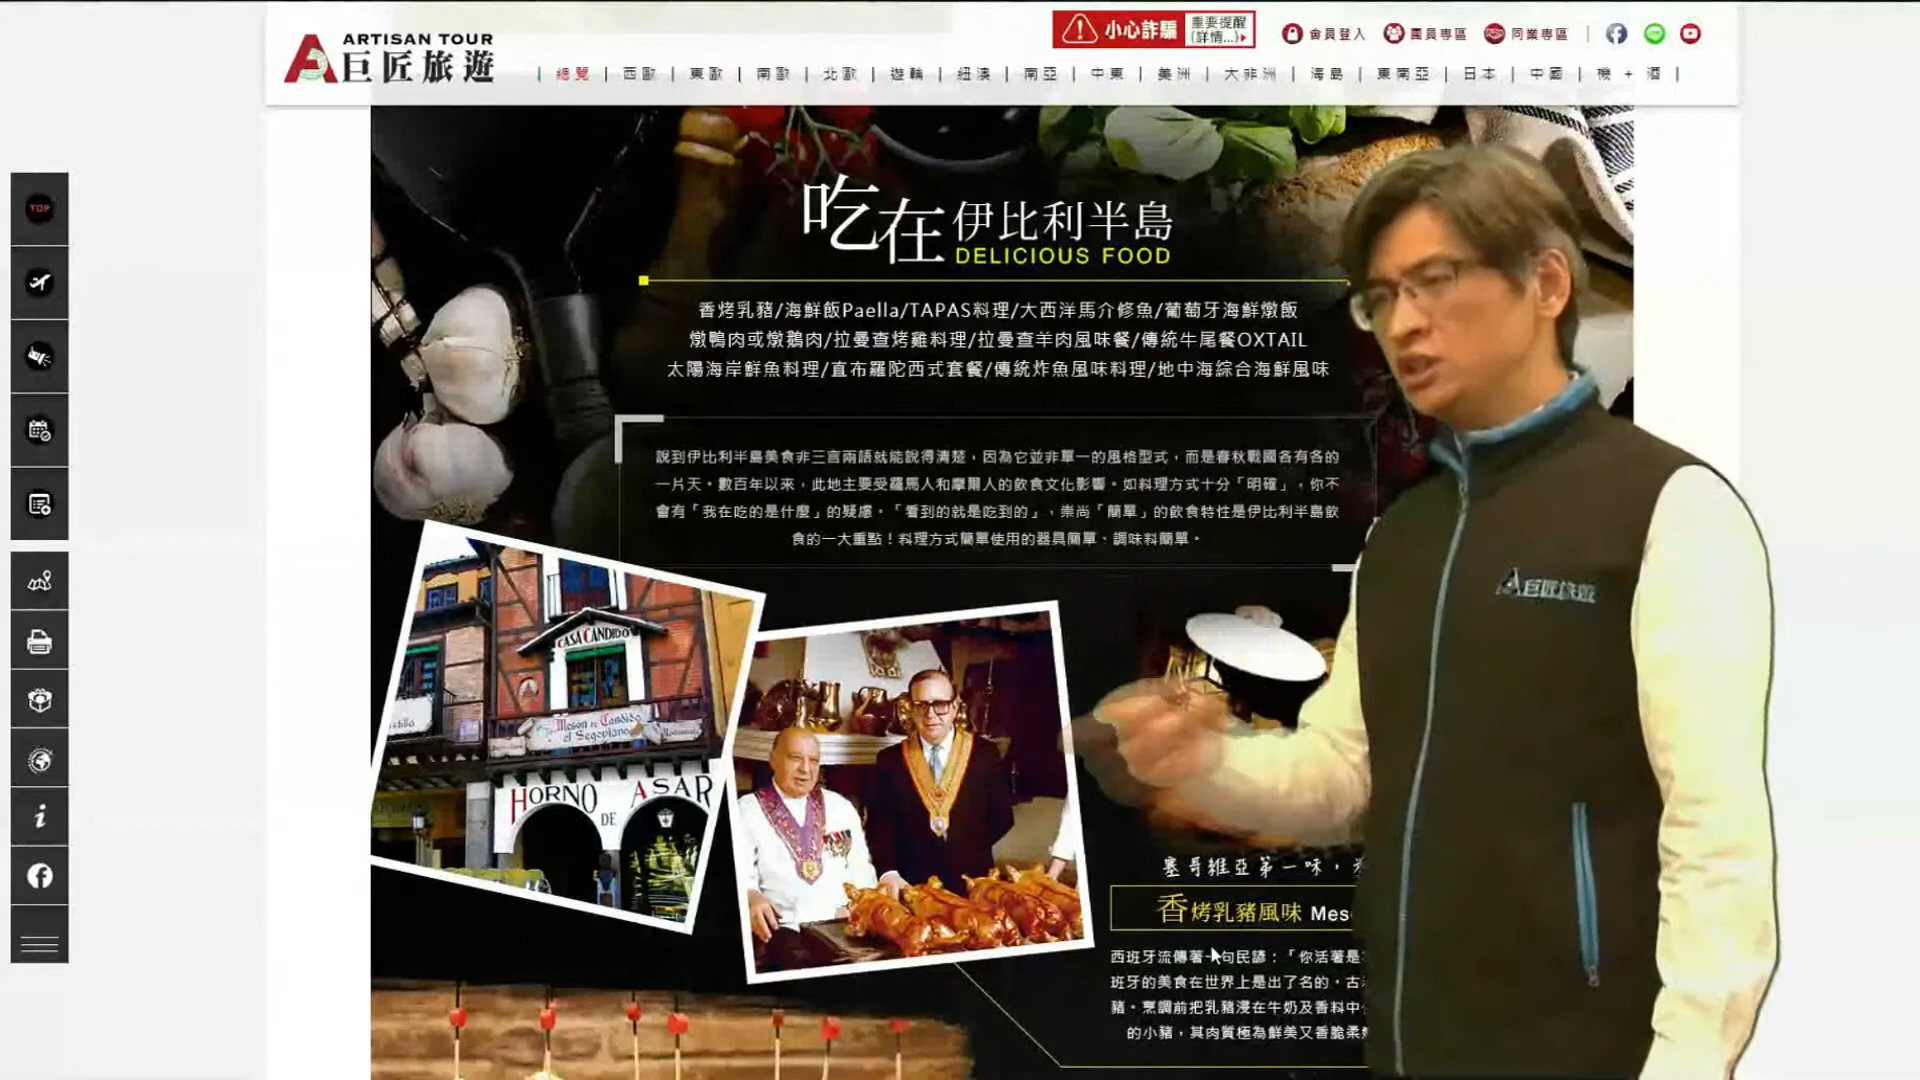 ARTISAN TOUR
巨匠旅遊
小心詐騙
重要提醒
(詳情...)
會員登入
團員專區
同業專區
總覽 | 西歐 | 東歐 | 南歐 | 北歐 | 遊輪 | 紐澳 | 南亞 | 中東 | 美洲 | 大非洲 | 海島 | 東南亞 | 日本 | 中國 | 機 + 酒 |
TOP
吃在伊比利半島
DELICIOUS FOOD
香烤乳豬/海鮮飯Paella/TAPAS料理/大西洋馬介修魚/葡萄牙海鮮燉飯
燉鴨肉或燉鵝肉/拉曼查烤雞料理/拉曼查羊肉風味餐/傳統牛尾餐OXTAIL
太陽海岸鮮魚料理/直布羅陀西式套餐/傳統炸魚風味料理/地中海綜合海鮮風味
說到伊比利半島美食非三言兩語就能說得清楚，因為它並非單一的風格型式，而是春秋戰國各有各的
一片天。數百年以來，此地主要受羅馬人和摩爾人的飲食文化影響。如料理方式十分「明確」，你不
會有「我在吃的是什麼」的疑慮。「看到的就是吃到的」，崇尚「簡單」的飲食特性是伊比利半島飲
食的一大重點！料理方式簡單使用的器具簡單、調味料簡單。
CASA CANDIDO
Meson de Candido
el Segoviano
HORNO DE ASAR
巨匠旅遊
塞哥維亞第一味，
香烤乳豬風味 Meso
西班牙流傳著一句民諺：「你活著是
班牙的美食在世界上是出了名的，古
豬。烹調前把乳豬浸在牛奶及香料中
的小豬，其肉質極為鮮美又香脆柔